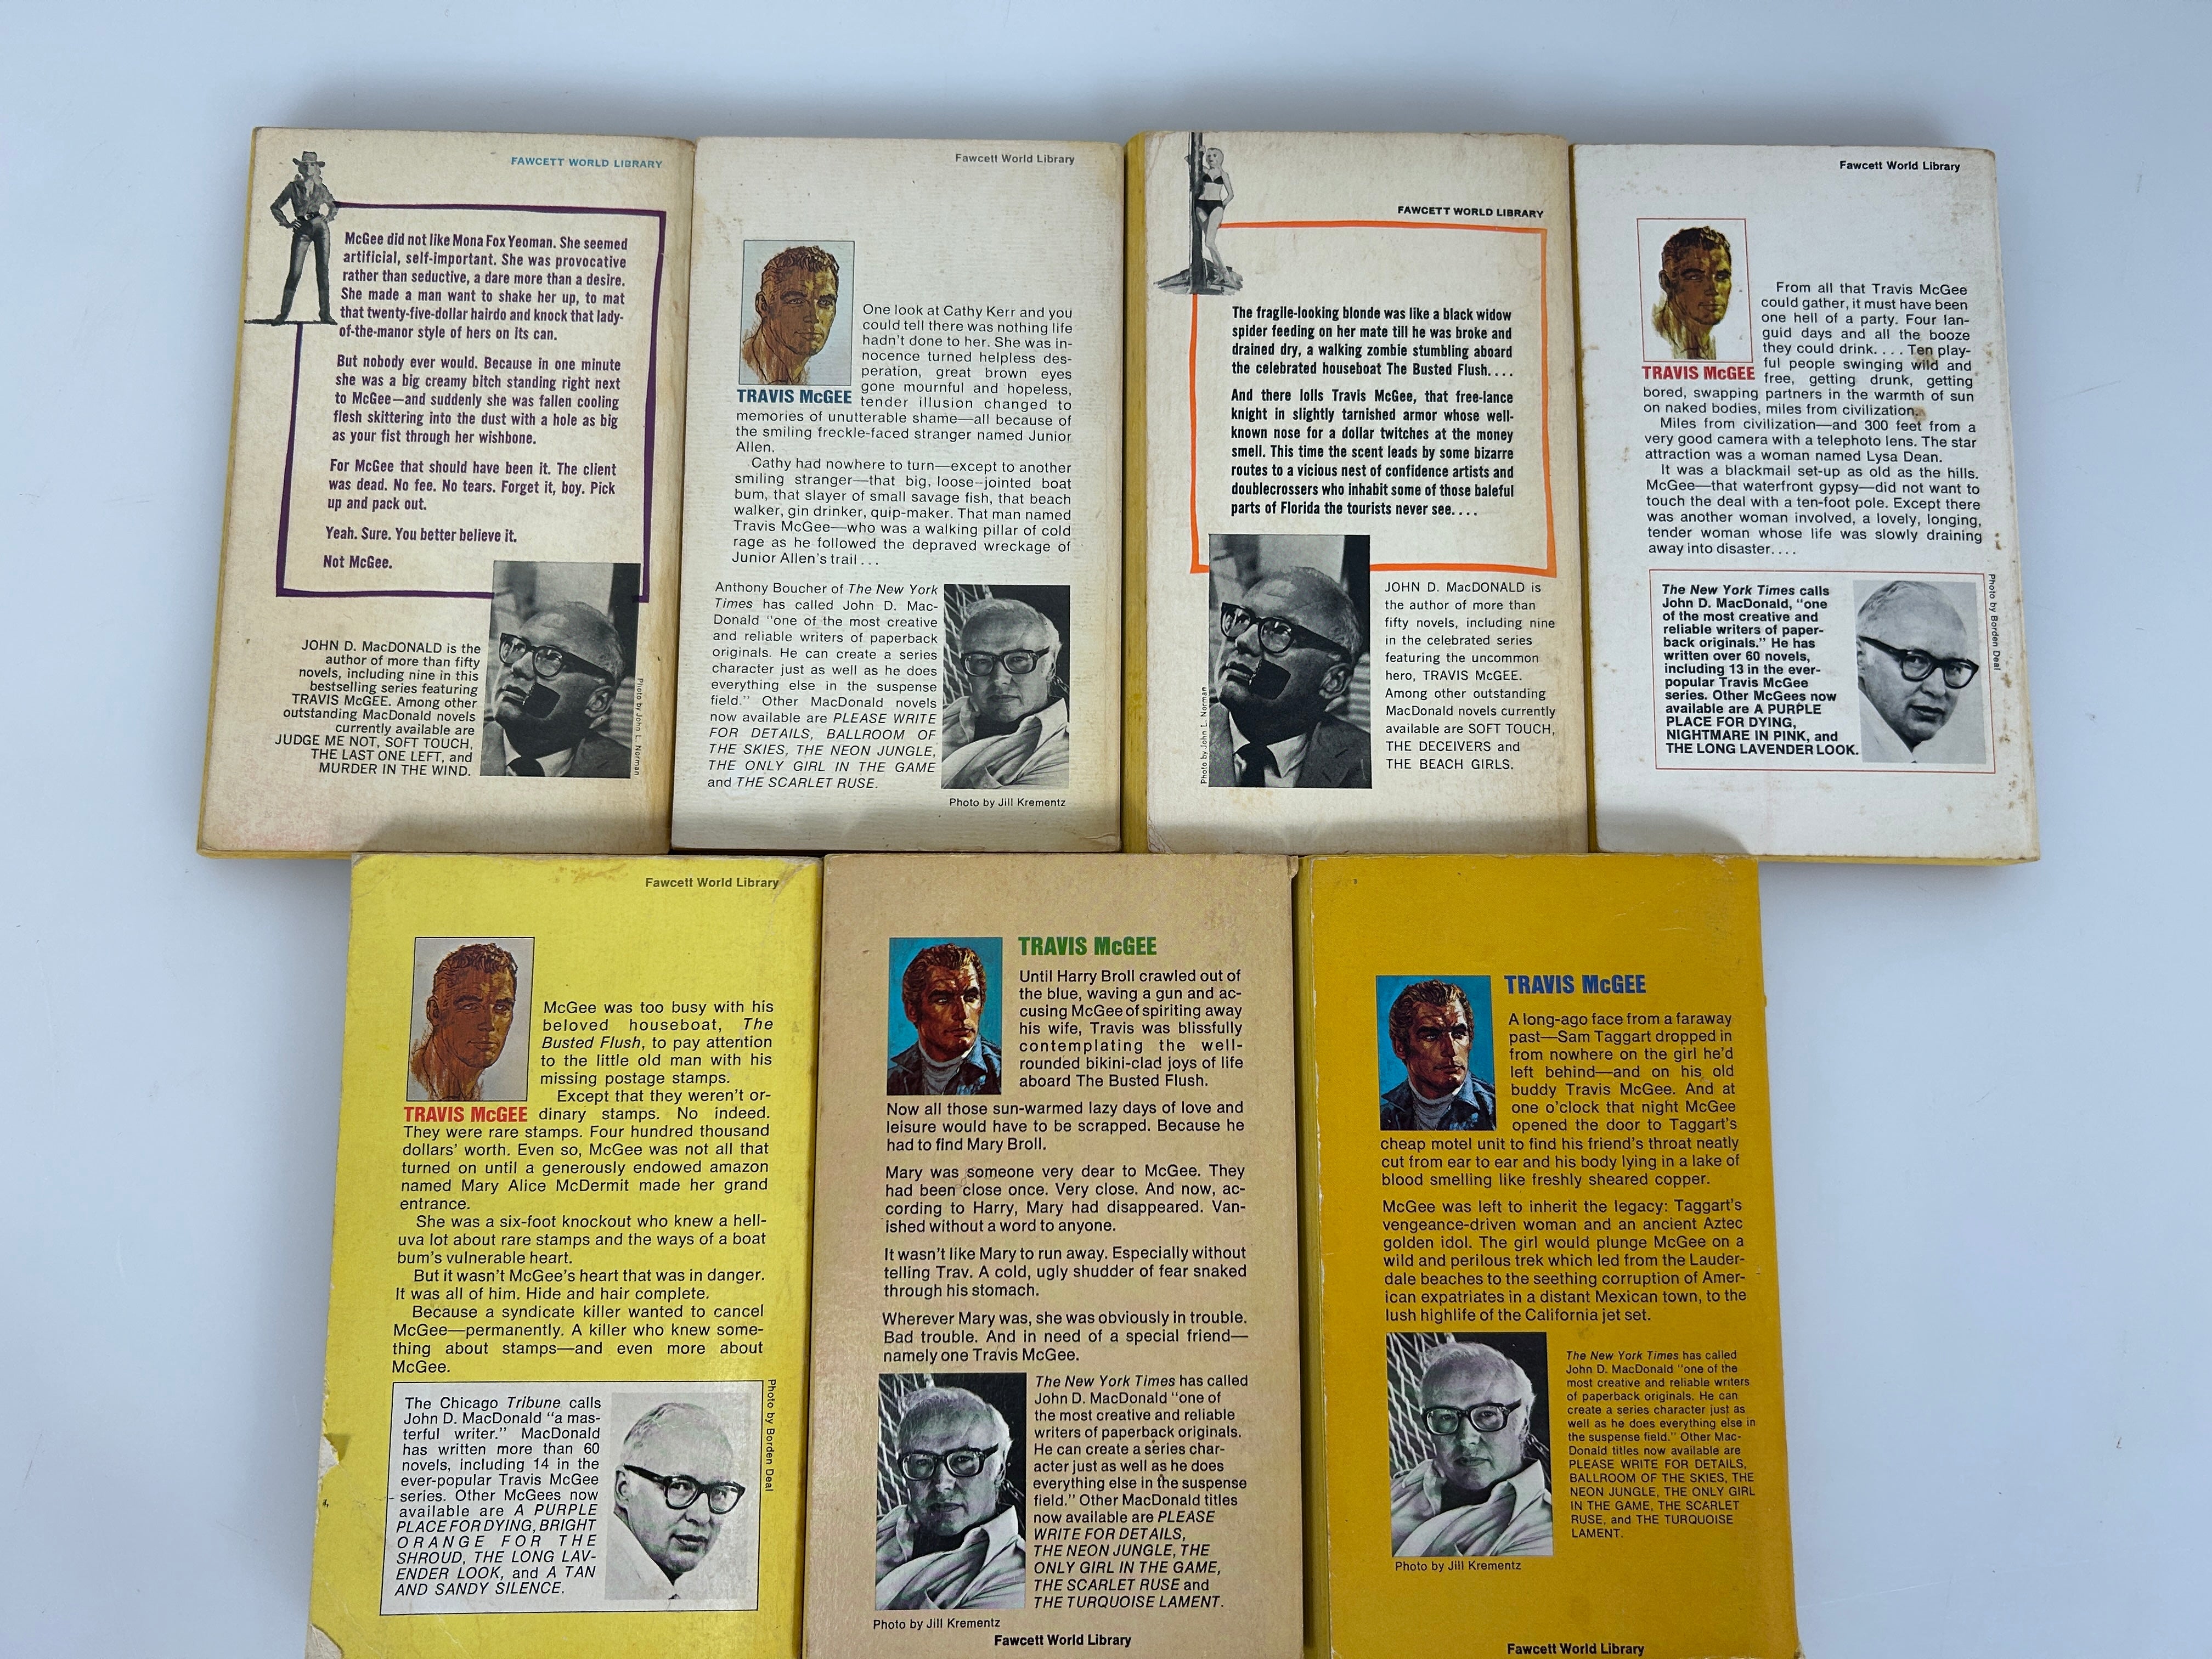 FAWCETT WORLD LIBRARY
McGee did not like Mona Fox Yeoman. She seemed
artificial, self-important. She was provocative
rather than seductive, a dare more than a desire.
She made a man want to shake her up, to mat
that twenty-five-dollar hairdo and knock that lady-
of-the-manor style of hers on its can.
But nobody ever would. Because in one minute
she was a big creamy bitch standing right next
to McGee—and suddenly she was fallen cooling
flesh skittering into the dust with a hole as big
as your fist through her wishbone.
For McGee that should have been it. The client
was dead. No fee. No tears. Forget it, boy. Pick
up and pack out.
Yeah. Sure. You better believe it.
Not McGee.
JOHN D. MacDONALD is the
author of more than fifty
novels, including nine in this
bestselling series featuring
TRAVIS McGEE. Among other
outstanding MacDonald novels
currently available are
JUDGE ME NOT, SOFT TOUCH,
THE LAST ONE LEFT, and
MURDER IN THE WIND.
Photo by John L. Norman
Fawcett World Library
TRAVIS McGEE
One look at Cathy Kerr and you
could tell there was nothing life
hadn't done to her. She was in-
nocence turned helpless des-
peration, great brown eyes
gone mournful and hopeless,
tender illusion changed to
memories of unutterable shame—all because of
the smiling freckle-faced stranger named Junior
Allen.
Cathy had nowhere to turn—except to another
smiling stranger—that big, loose-jointed boat
bum, that slayer of small savage fish, that beach
walker, gin drinker, quip-maker. That man named
Travis McGee—who was a walking pillar of cold
rage as he followed the depraved wreckage of
Junior Allen's trail . . .
Anthony Boucher of The New York
Times has called John D. Mac-
Donald "one of the most creative
and reliable writers of paperback
originals. He can create a series
character just as well as he does
everything else in the suspense
field." Other MacDonald novels
now available are PLEASE WRITE
FOR DETAILS, BALLROOM OF
THE SKIES, THE NEON JUNGLE,
THE ONLY GIRL IN THE GAME
and THE SCARLET RUSE.
Photo by Jill Krementz
FAWCETT WORLD LIBRARY
The fragile-looking blonde was like a black widow
spider feeding on her mate till he was broke and
drained dry, a walking zombie stumbling aboard
the celebrated houseboat The Busted Flush. . . .
And there lolls Travis McGee, that free-lance
knight in slightly tarnished armor whose well-
known nose for a dollar twitches at the money
smell. This time the scent leads by some bizarre
routes to a vicious nest of confidence artists and
doublecrossers who inhabit some of those baleful
parts of Florida the tourists never see. . . .
JOHN D. MacDONALD is
the author of more than
fifty novels, including nine
in the celebrated series
featuring the uncommon
hero, TRAVIS McGEE.
Among other outstanding
MacDonald novels currently
available are SOFT TOUCH,
THE DECEIVERS and
THE BEACH GIRLS.
Photo by John L. Norman
Fawcett World Library
TRAVIS McGEE
From all that Travis McGee
could gather, it must have been
one hell of a party. Four lan-
guid days and all the booze
they could drink. . . . Ten play-
ful people swinging wild and
free, getting drunk, getting
bored, swapping partners in the warmth of sun
on naked bodies, miles from civilization.
Miles from civilization—and 300 feet from a
very good camera with a telephoto lens. The star
attraction was a woman named Lysa Dean.
It was a blackmail set-up as old as the hills.
McGee—that waterfront gypsy—did not want to
touch the deal with a ten-foot pole. Except there
was another woman involved, a lovely, longing,
tender woman whose life was slowly draining
away into disaster. . . .
The New York Times calls
John D. MacDonald, "one
of the most creative and
reliable writers of paper-
back originals." He has
written over 60 novels,
including 13 in the ever-
popular Travis McGee
series. Other McGees now
available are A PURPLE
PLACE FOR DYING,
NIGHTMARE IN PINK, and
THE LONG LAVENDER LOOK.
Photo by Borden Deal
Fawcett World Library
TRAVIS McGEE
McGee was too busy with his
beloved houseboat, The
Busted Flush, to pay attention
to the little old man with his
missing postage stamps.
Except that they weren't or-
dinary stamps. No indeed.
They were rare stamps. Four hundred thousand
dollars' worth. Even so, McGee was not all that
turned on until a generously endowed amazon
named Mary Alice McDermit made her grand
entrance.
She was a six-foot knockout who knew a hell-
uva lot about rare stamps and the ways of a boat
bum's vulnerable heart.
But it wasn't McGee's heart that was in danger.
It was all of him. Hide and hair complete.
Because a syndicate killer wanted to cancel
McGee—permanently. A killer who knew some-
thing about stamps—and even more about
McGee.
The Chicago Tribune calls
John D. MacDonald "a mas-
terful writer." MacDonald
has written more than 60
novels, including 14 in the
ever-popular Travis McGee
series. Other McGees now
available are A PURPLE
PLACE FOR DYING, BRIGHT
ORANGE FOR THE
SHROUD, THE LONG LAV-
ENDER LOOK, and A TAN
AND SANDY SILENCE.
Photo by Borden Deal
TRAVIS McGEE
Until Harry Broll crawled out of
the blue, waving a gun and ac-
cusing McGee of spiriting away
his wife, Travis was blissfully
contemplating the well-
rounded bikini-clad joys of life
aboard The Busted Flush.
Now all those sun-warmed lazy days of love and
leisure would have to be scrapped. Because he
had to find Mary Broll.
Mary was someone very dear to McGee. They
had been close once. Very close. And now, ac-
cording to Harry, Mary had disappeared. Van-
ished without a word to anyone.
It wasn't like Mary to run away. Especially without
telling Trav. A cold, ugly shudder of fear snaked
through his stomach.
Wherever Mary was, she was obviously in trouble.
Bad trouble. And in need of a special friend—
namely one Travis McGee.
The New York Times has called
John D. MacDonald "one of
the most creative and reliable
writers of paperback originals.
He can create a series char-
acter just as well as he does
everything else in the suspense
field." Other MacDonald titles
now available are PLEASE
WRITE FOR DETAILS,
THE NEON JUNGLE, THE
ONLY GIRL IN THE GAME,
THE SCARLET RUSE and
THE TURQUOISE LAMENT.
Photo by Jill Krementz
Fawcett World Library
TRAVIS McGEE
A long-ago face from a faraway
past—Sam Taggart dropped in
from nowhere on the girl he'd
left behind—and on his old
buddy Travis McGee. And at
one o'clock that night McGee
opened the door to Taggart's
cheap motel unit to find his friend's throat neatly
cut from ear to ear and his body lying in a lake of
blood smelling like freshly sheared copper.
McGee was left to inherit the legacy: Taggart's
vengeance-driven woman and an ancient Aztec
golden idol. The girl would plunge McGee on a
wild and perilous trek which led from the Lauder-
dale beaches to the seething corruption of Amer-
ican expatriates in a distant Mexican town, to the
lush highlife of the California jet set.
The New York Times has called
John D. MacDonald "one of the
most creative and reliable writers
of paperback originals. He can
create a series character just as
well as he does everything else in
the suspense field." Other Mac-
Donald titles now available are
PLEASE WRITE FOR DETAILS,
BALLROOM OF THE SKIES, THE
NEON JUNGLE, THE ONLY GIRL
IN THE GAME, THE SCARLET
RUSE, and THE TURQUOISE
LAMENT.
Photo by Jill Krementz
Fawcett World Library